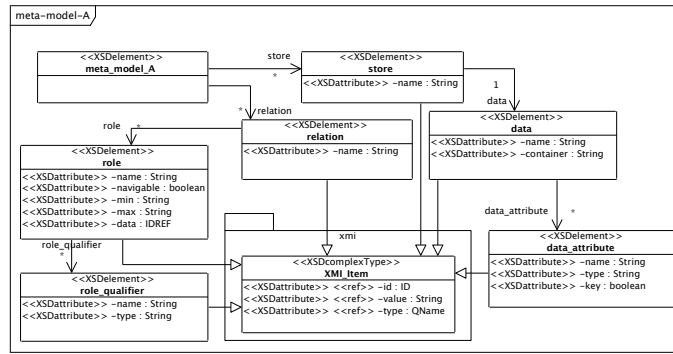 meta-model-A
<<XSDelement>>
meta_model_A
store
*
<<XSDelement>>
store
<<XSDattribute>> -name : String
1
data
* relation
role *
<<XSDelement>>
relation
<<XSDattribute>> -name : String
<<XSDelement>>
data
<<XSDattribute>> -name : String
<<XSDattribute>> -container : String
<<XSDelement>>
role
<<XSDattribute>> -name : String
<<XSDattribute>> -navigable : boolean
<<XSDattribute>> -min : String
<<XSDattribute>> -max : String
<<XSDattribute>> -data : IDREF
data_attribute *
role_qualifier
*
xmi
<<XSDcomplexType>>
XMI_Item
<<XSDattribute>> <<ref>> -id : ID
<<XSDattribute>> <<ref>> -value : String
<<XSDattribute>> <<ref>> -type : QName
<<XSDelement>>
data_attribute
<<XSDattribute>> -name : String
<<XSDattribute>> -type : String
<<XSDattribute>> -key : boolean
<<XSDelement>>
role_qualifier
<<XSDattribute>> -name : String
<<XSDattribute>> -type : String